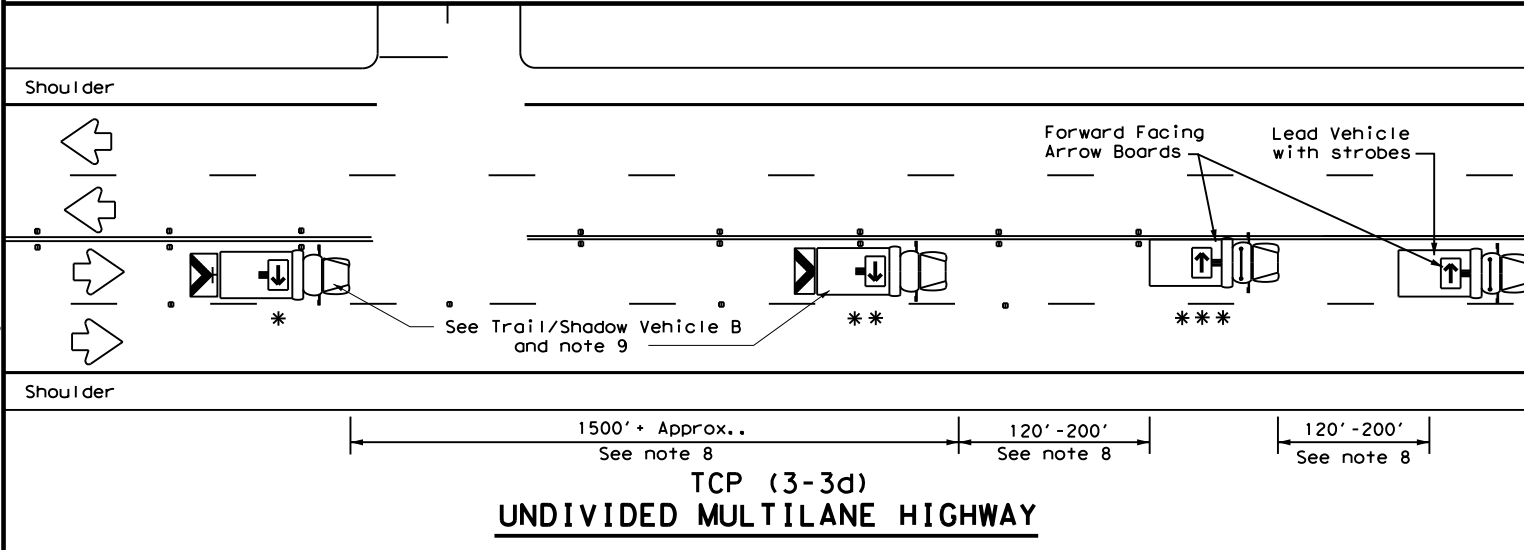 Shoulder
Forward Facing
Arrow Boards
Lead Vehicle
with strobes
*
**
***
See Trail/Shadow Vehicle B
and note 9
Shoulder
1500'+ Approx..
See note 8
120'-200'
See note 8
120'-200'
See note 8
TCP (3-3d)
UNDIVIDED MULTILANE HIGHWAY